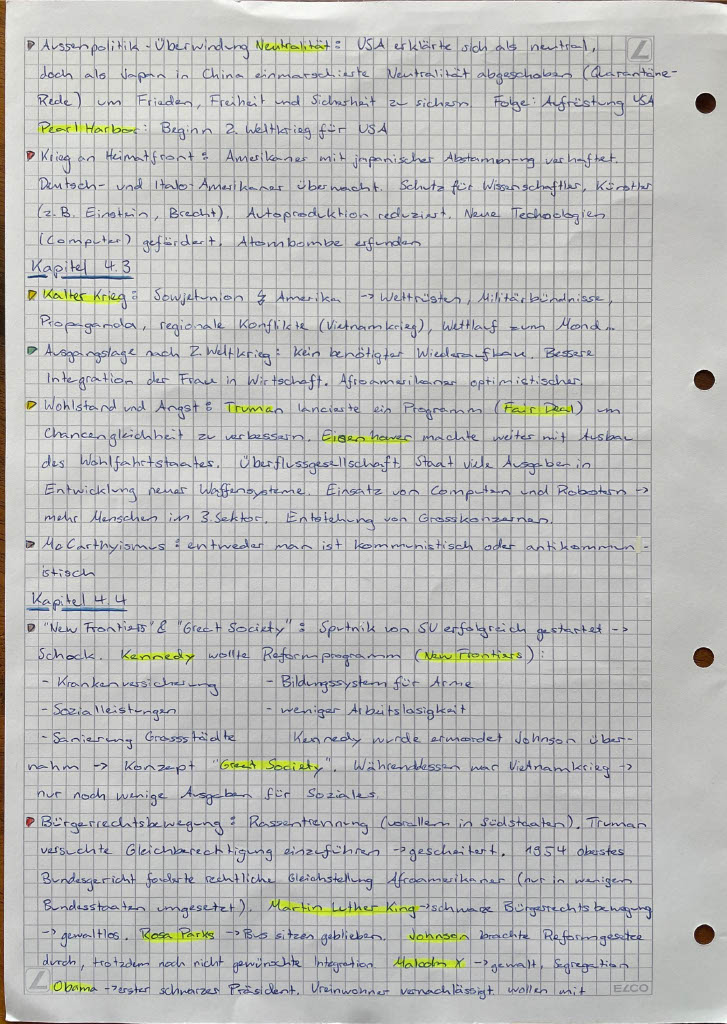 Aussenpolitik - Überwindung Neutralität: USA erklärte sich als neutral,
doch als Japan in China einmarschierte Neutralität abgeschoben (Quarantäne-
Rede) um Frieden, Freiheit und Sicherheit zu sichern. Folge: Aufrüstung USA
Pearl Harbor: Beginn 2. Weltkrieg für USA
Krieg an Heimatfront: Amerikaner mit japanischer Abstammung verhaftet.
Deutsch- und Italo-Amerikaner überwacht. Schutz für Wissenschaftler, Künstler
(z.B. Einstein, Brecht). Autoproduktion reduziert. Neue Technologien
(Computer) gefördert. Atombombe erfunden
Kapitel 4.3
Kalter Krieg: Sowjetunion ↯ Amerika -> Wettrüsten, Militärbündnisse,
Propaganda, regionale Konflikte (Vietnamkrieg), Wettlauf zum Mond...
Ausgangslage nach 2. Weltkrieg: kein benötigter Wiederaufbau. Bessere
Integration der Frau in Wirtschaft. Afroamerikaner optimistischer.
Wohlstand und Angst: Truman lancierte ein Programm (Fair Deal) um
Chancengleichheit zu verbessern. Eisenhower machte weiter mit Ausbau
des Wohlfahrtstaates. Überflussgesellschaft. Staat viele Ausgaben in
Entwicklung neuer Waffensysteme. Einsatz von Computern und Robotern ->
mehr Menschen im 3. Sektor. Entstehung von Grosskonzernen.
McCarthyismus: entweder man ist kommunistisch oder antikommun-
istisch
Kapitel 4.4
"New Frontiers" & "Great Society": Sputnik von SU erfolgreich gestartet ->
Schock. Kennedy wollte Reformprogramm (New Frontiers):
- Krankenversicherung - Bildungssystem für Arme
- Sozialleistungen - weniger Arbeitslosigkeit
- Sanierung Grossstädte Kennedy wurde ermordet Johnson über-
nahm -> Konzept "Great Society". Währenddessen war Vietnamkrieg ->
nur noch wenige Ausgaben für Soziales.
Bürgerrechtsbewegung: Rassentrennung (vorallem in Südstaaten). Truman
versuchte Gleichberechtigung einzuführen -> gescheitert. 1954 oberstes
Bundesgericht forderte rechtliche Gleichstellung Afroamerikaner (nur in wenigen
Bundesstaaten umgesetzt). Martin Luther King -> schwarze Bürgerrechtsbewegung
-> gewaltlos. Rosa Parks -> Bus sitzen geblieben. Johnson brachte Reformgesetze
durch, trotzdem noch nicht gewünschte Integration. Malcolm X -> gewalt, Segregation
Obama -> erster schwarzer Präsident. Ureinwohner vernachlässigt wollen mit
ELCO